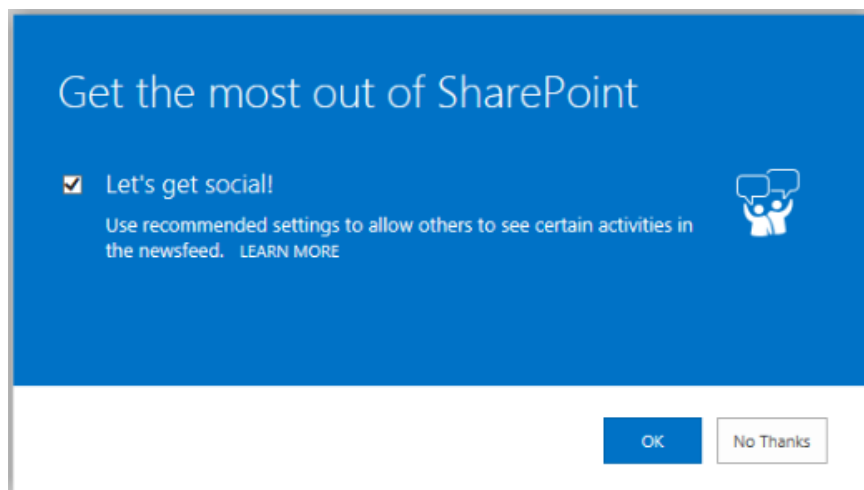 Get the most out of SharePoint
Let's get social!
Use recommended settings to allow others to see certain activities in
the newsfeed. LEARN MORE
OK
No Thanks